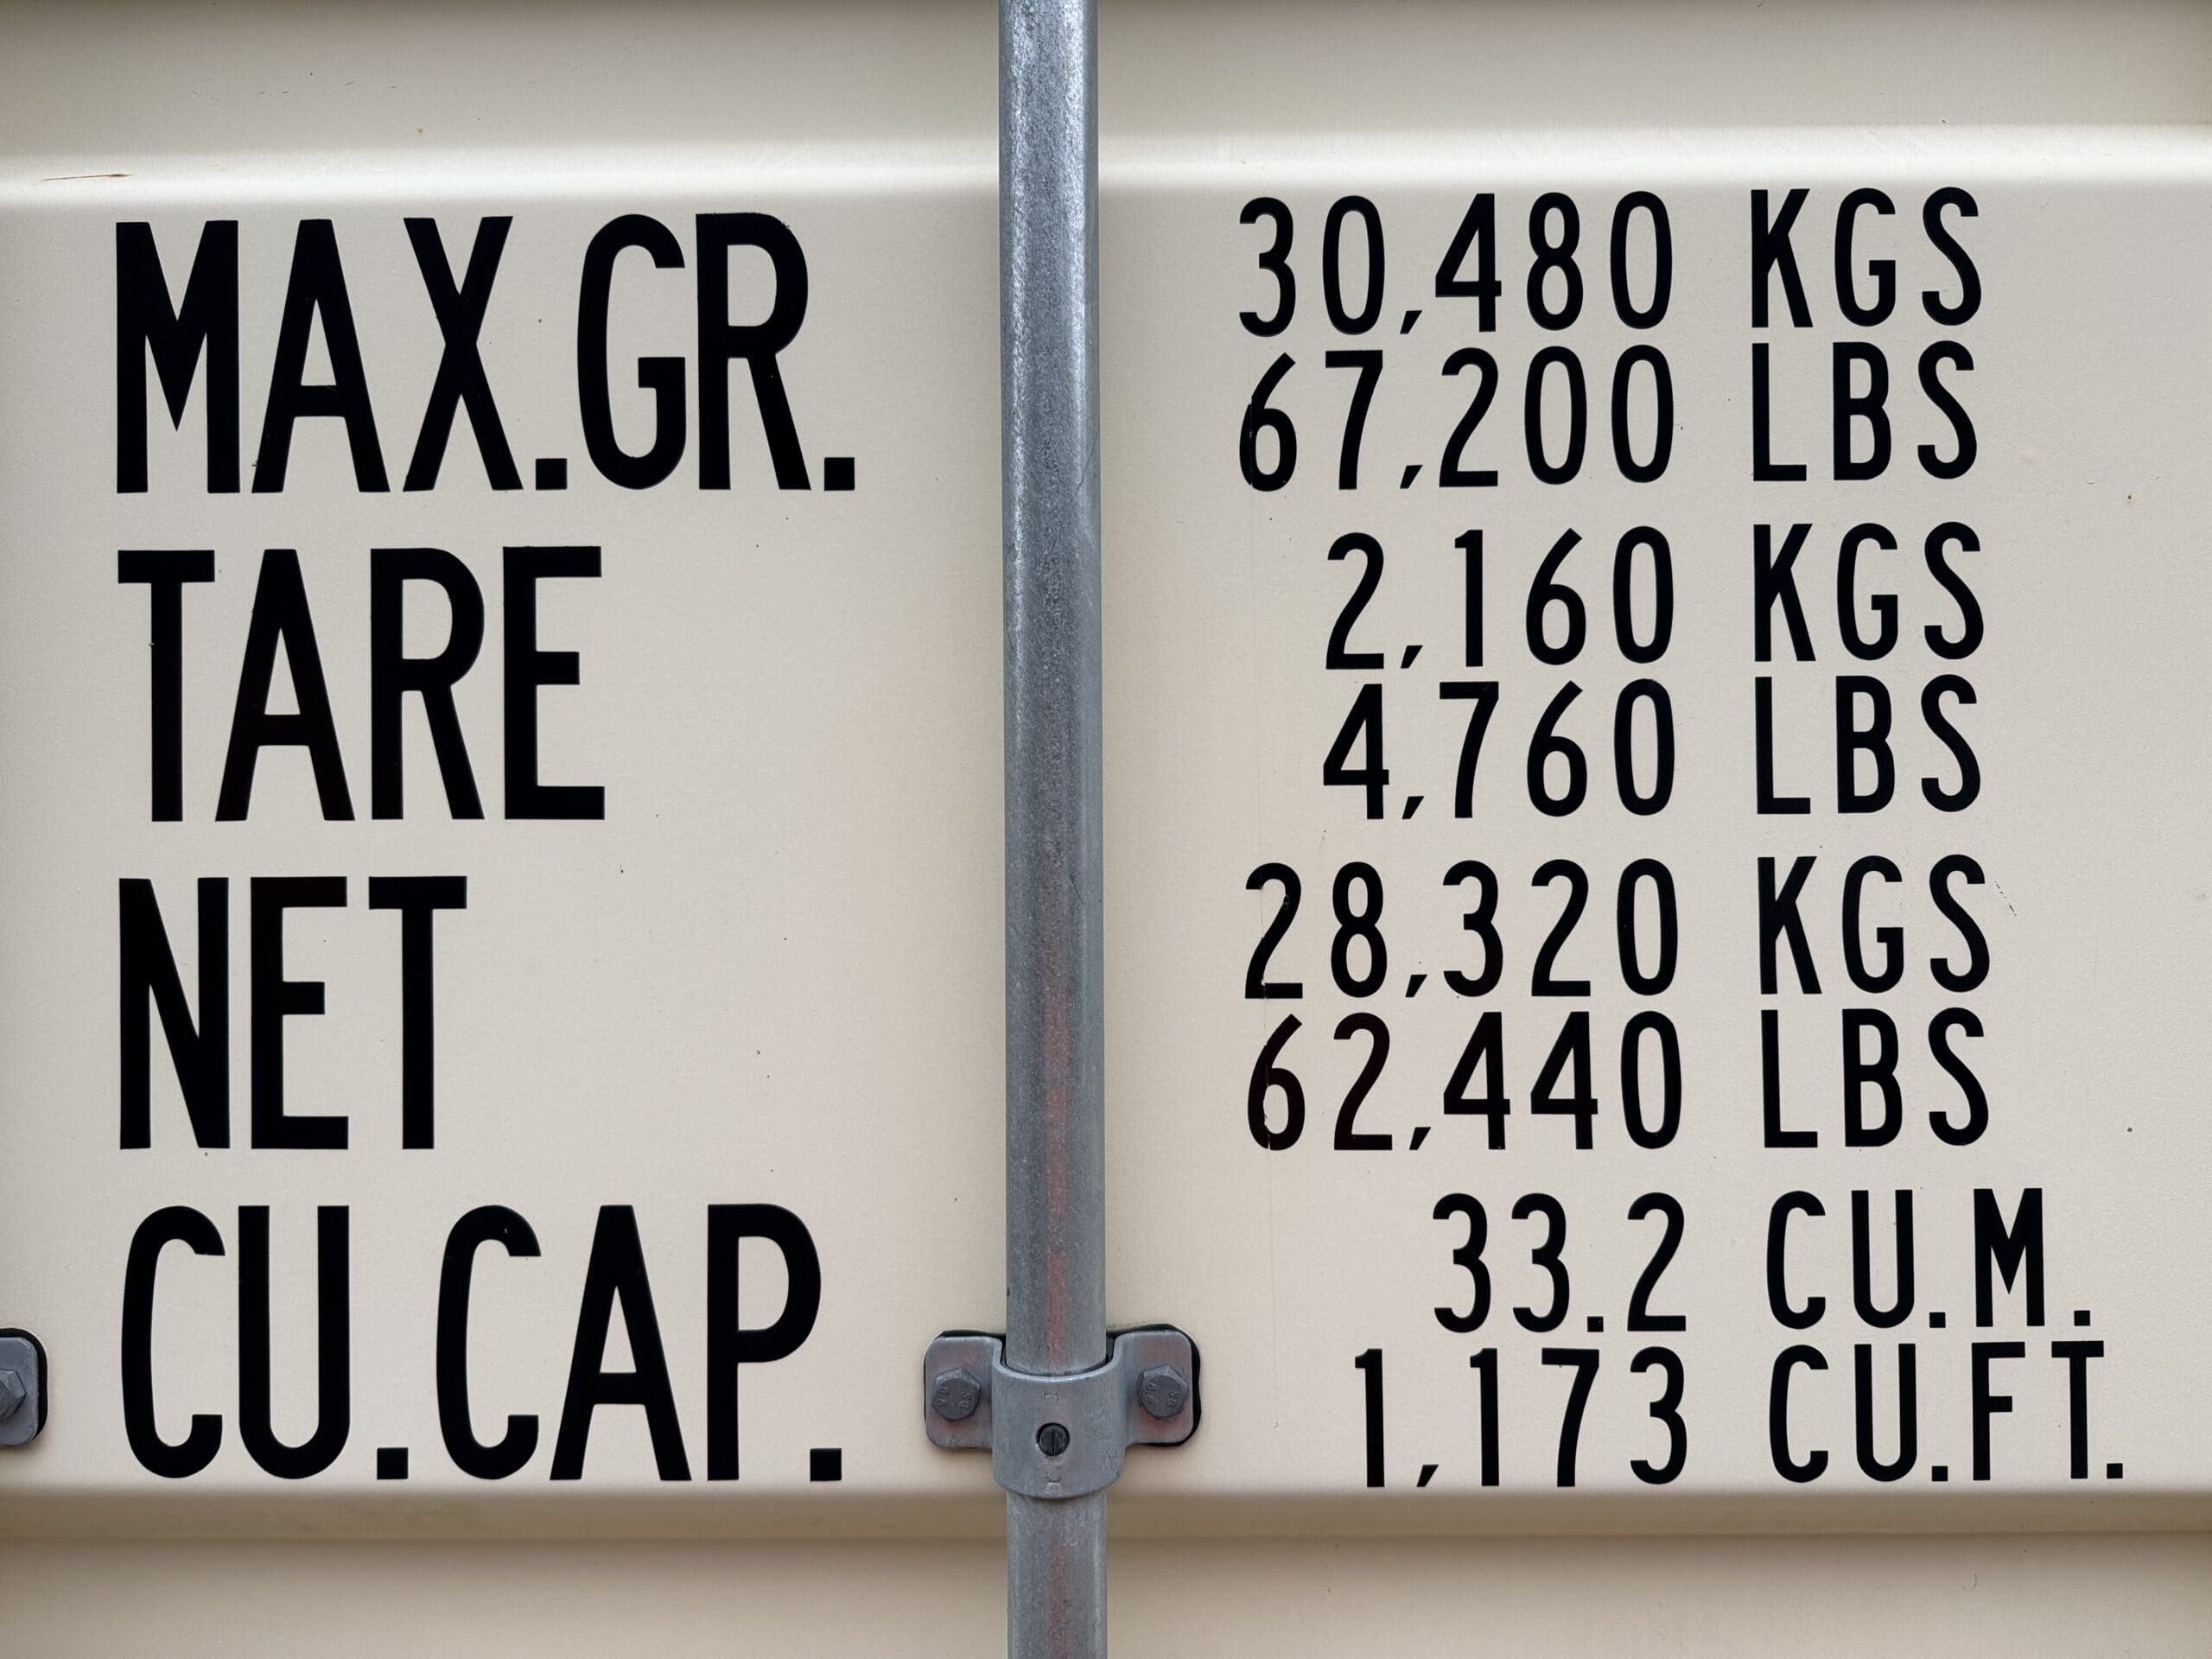 MAX.GR. 30,480 KGS
67,200 LBS
TARE 2,160 KGS
4,760 LBS
NET 28,320 KGS
62,440 LBS
CU.CAP. 33.2 CU.M.
1,173 CU.FT.